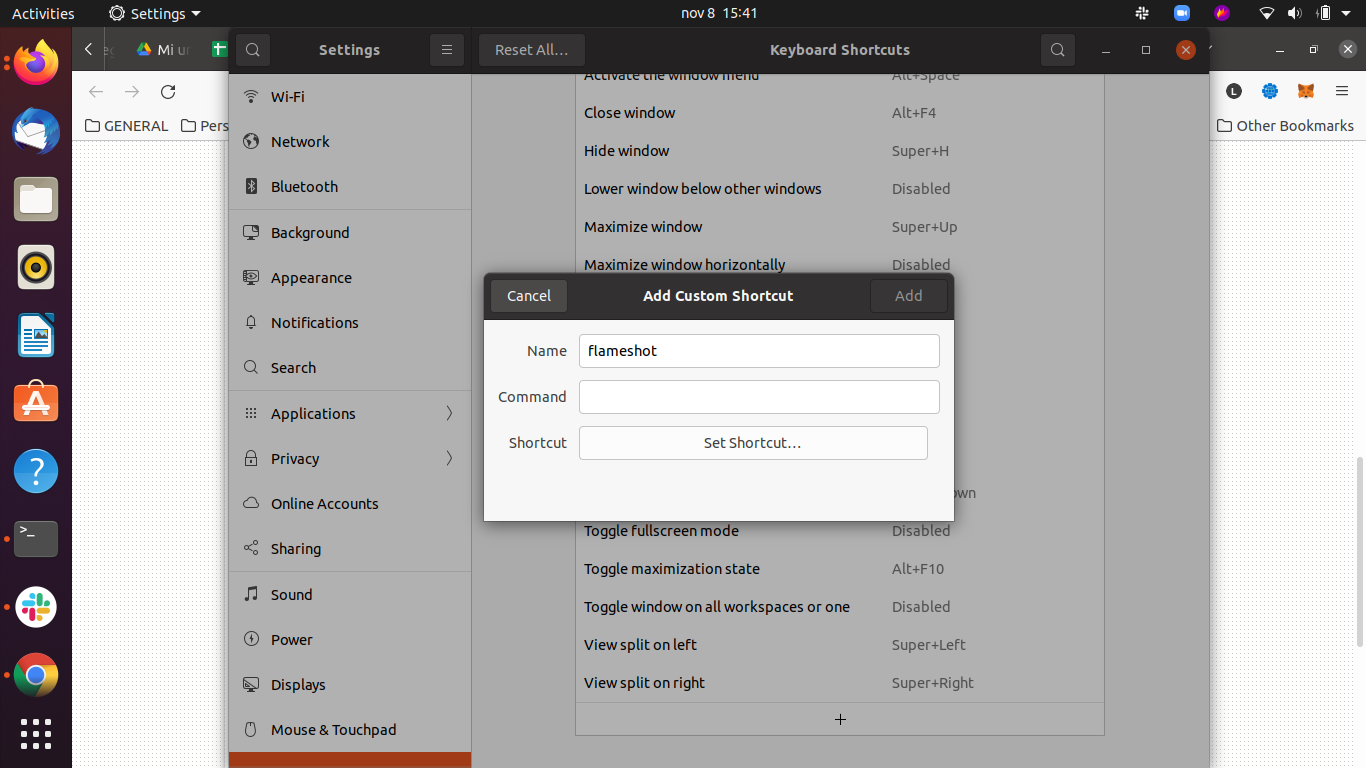 Activities Settings nov 8 15:41
Mi un
Settings Reset All… Keyboard Shortcuts
Activate the window menu Alt+Space
Wi-Fi
Close window Alt+F4
L
GENERAL Pers Other Bookmarks
Network
Hide window Super+H
Bluetooth
Lower window below other windows Disabled
Background
Maximize window Super+Up
Appearance
Maximize window horizontally Disabled
Cancel Add Custom Shortcut Add
Notifications
Name flameshot
Search
Command
Applications
Shortcut Set Shortcut…
Privacy
own
Online Accounts
Toggle fullscreen mode Disabled
Sharing
Toggle maximization state Alt+F10
Sound
Toggle window on all workspaces or one Disabled
Power
View split on left Super+Left
Displays
View split on right Super+Right
Mouse & Touchpad